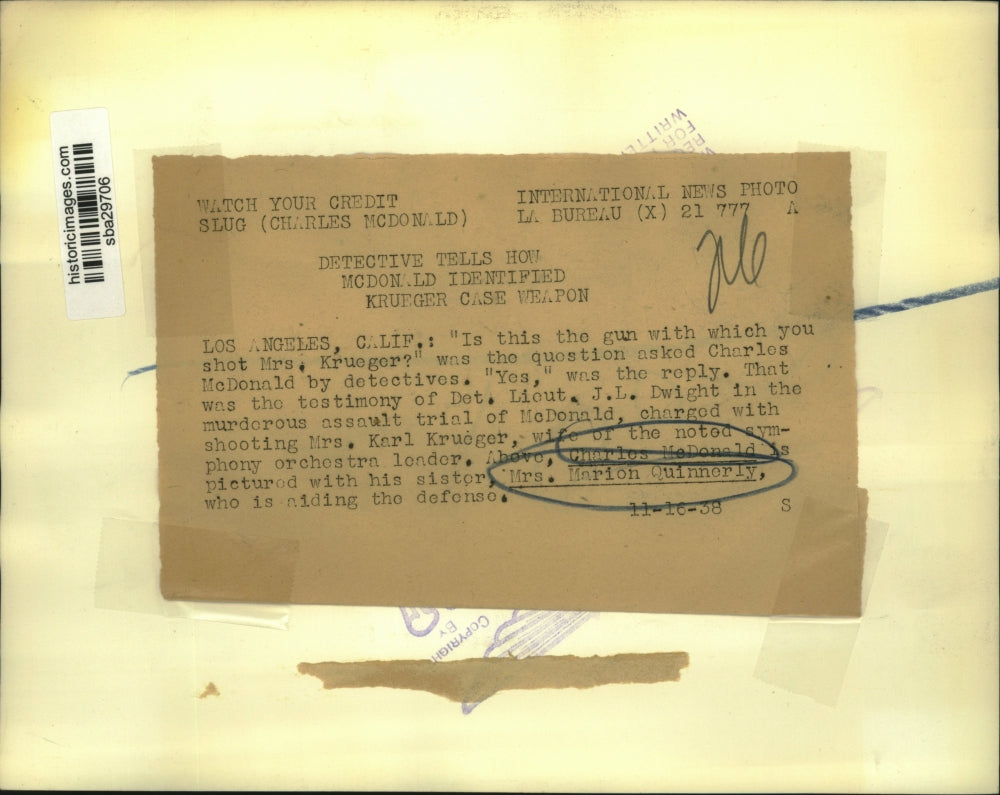 historicimages.com
sba29706
WRITTE
FOR
WATCH YOUR CREDIT
SLUG (CHARLES MCDONALD)
INTERNATIONAL NEWS PHOTO
LA BUREAU (X) 21 777 A
DETECTIVE TELLS HOW
MCDONALD IDENTIFIED
KRUEGER CASE WEAPON
LOS ANGELES, CALIF.: "Is this the gun with which you
shot Mrs. Krueger?" was the question asked Charles
McDonald by detectives. "Yes," was the reply. That
was the testimony of Det. Lieut. J.L. Dwight in the
murderous assault trial of McDonald, charged with
shooting Mrs. Karl Krueger, wife of the noted sym-
phony orchestra leader. Above, Charles McDonald is
pictured with his sister, Mrs. Marion Quinnerly,
who is aiding the defense.
11-16-38 S
COPYRIGH
BY